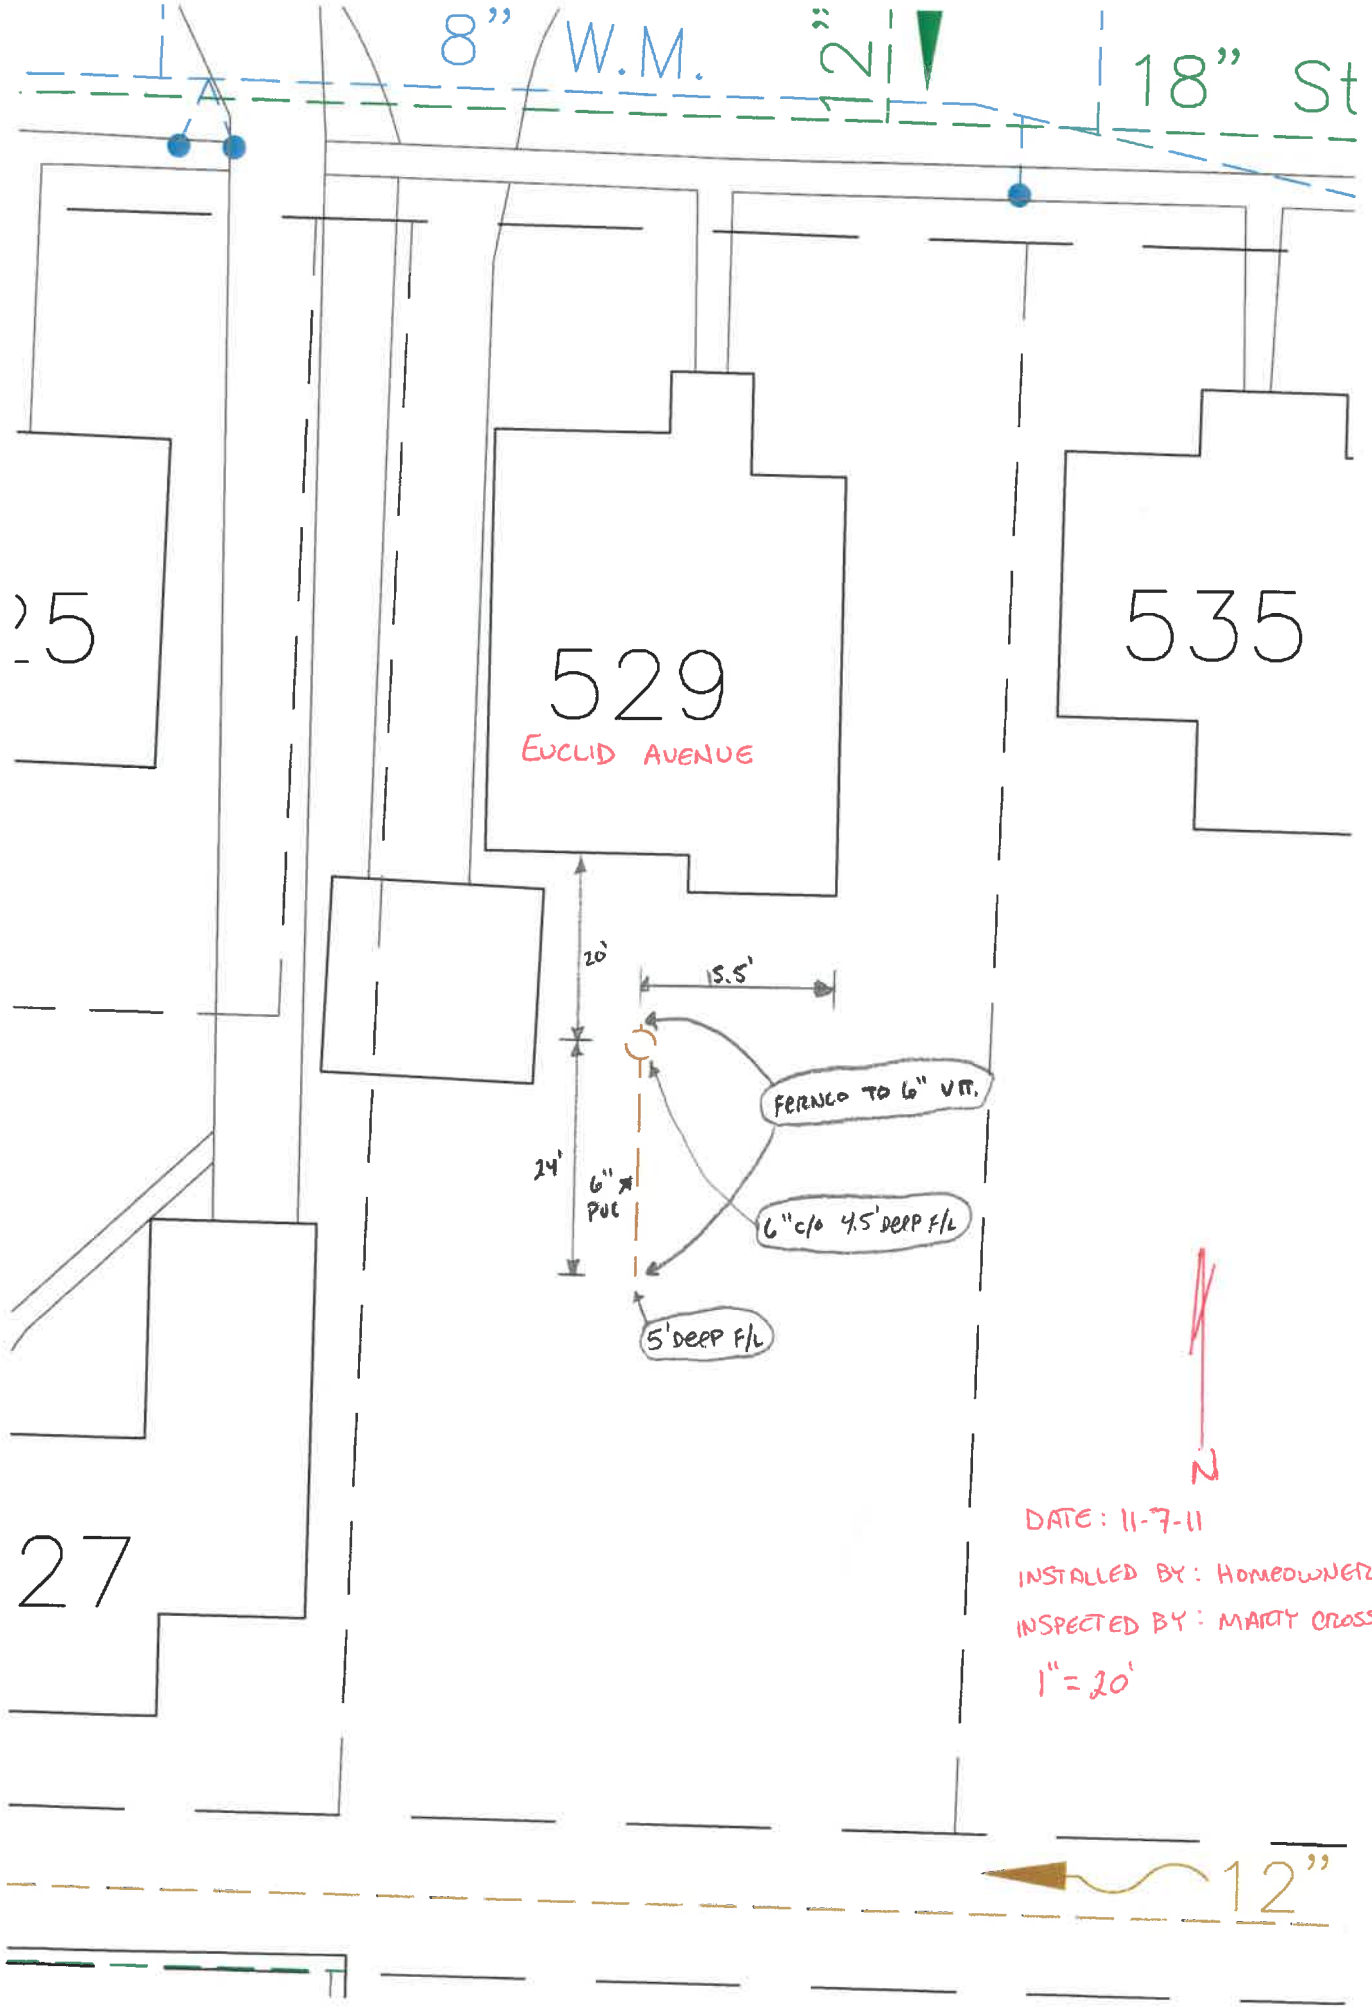 8” W.M.
12”
18” St
25
529
EUCLID AVENUE
535
20'
15.5'
FERNCO TO 6" VIT.
24'
6" PVC
6" c/o 4.5' DEEP F/L
5' DEEP F/L
N
27
DATE: 11-7-11
INSTALLED BY: HOMEOWNER
INSPECTED BY: MARTY CROSS
1" = 20'
12”